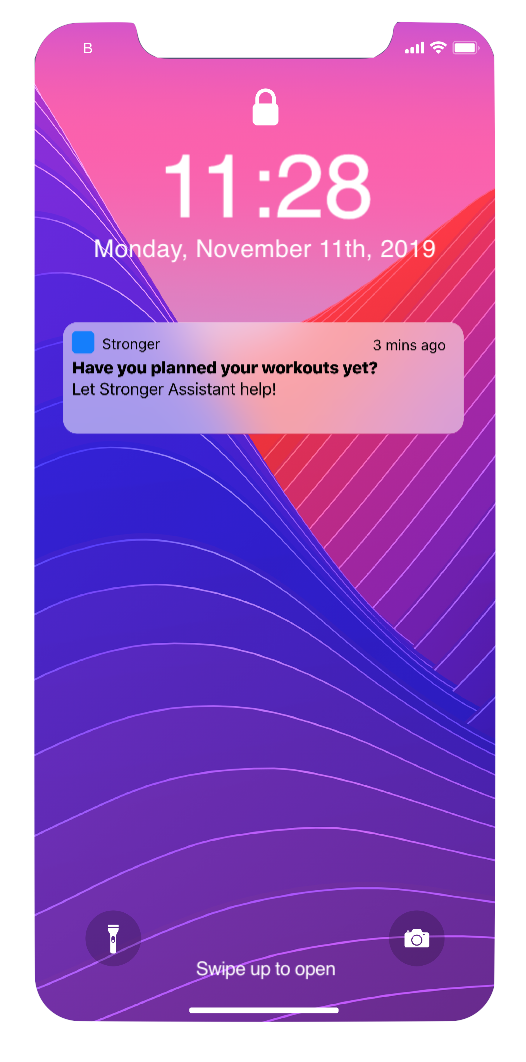 B
11:28
Monday, November 11th, 2019
Stronger 3 mins ago
Have you planned your workouts yet?
Let Stronger Assistant help!
Swipe up to open